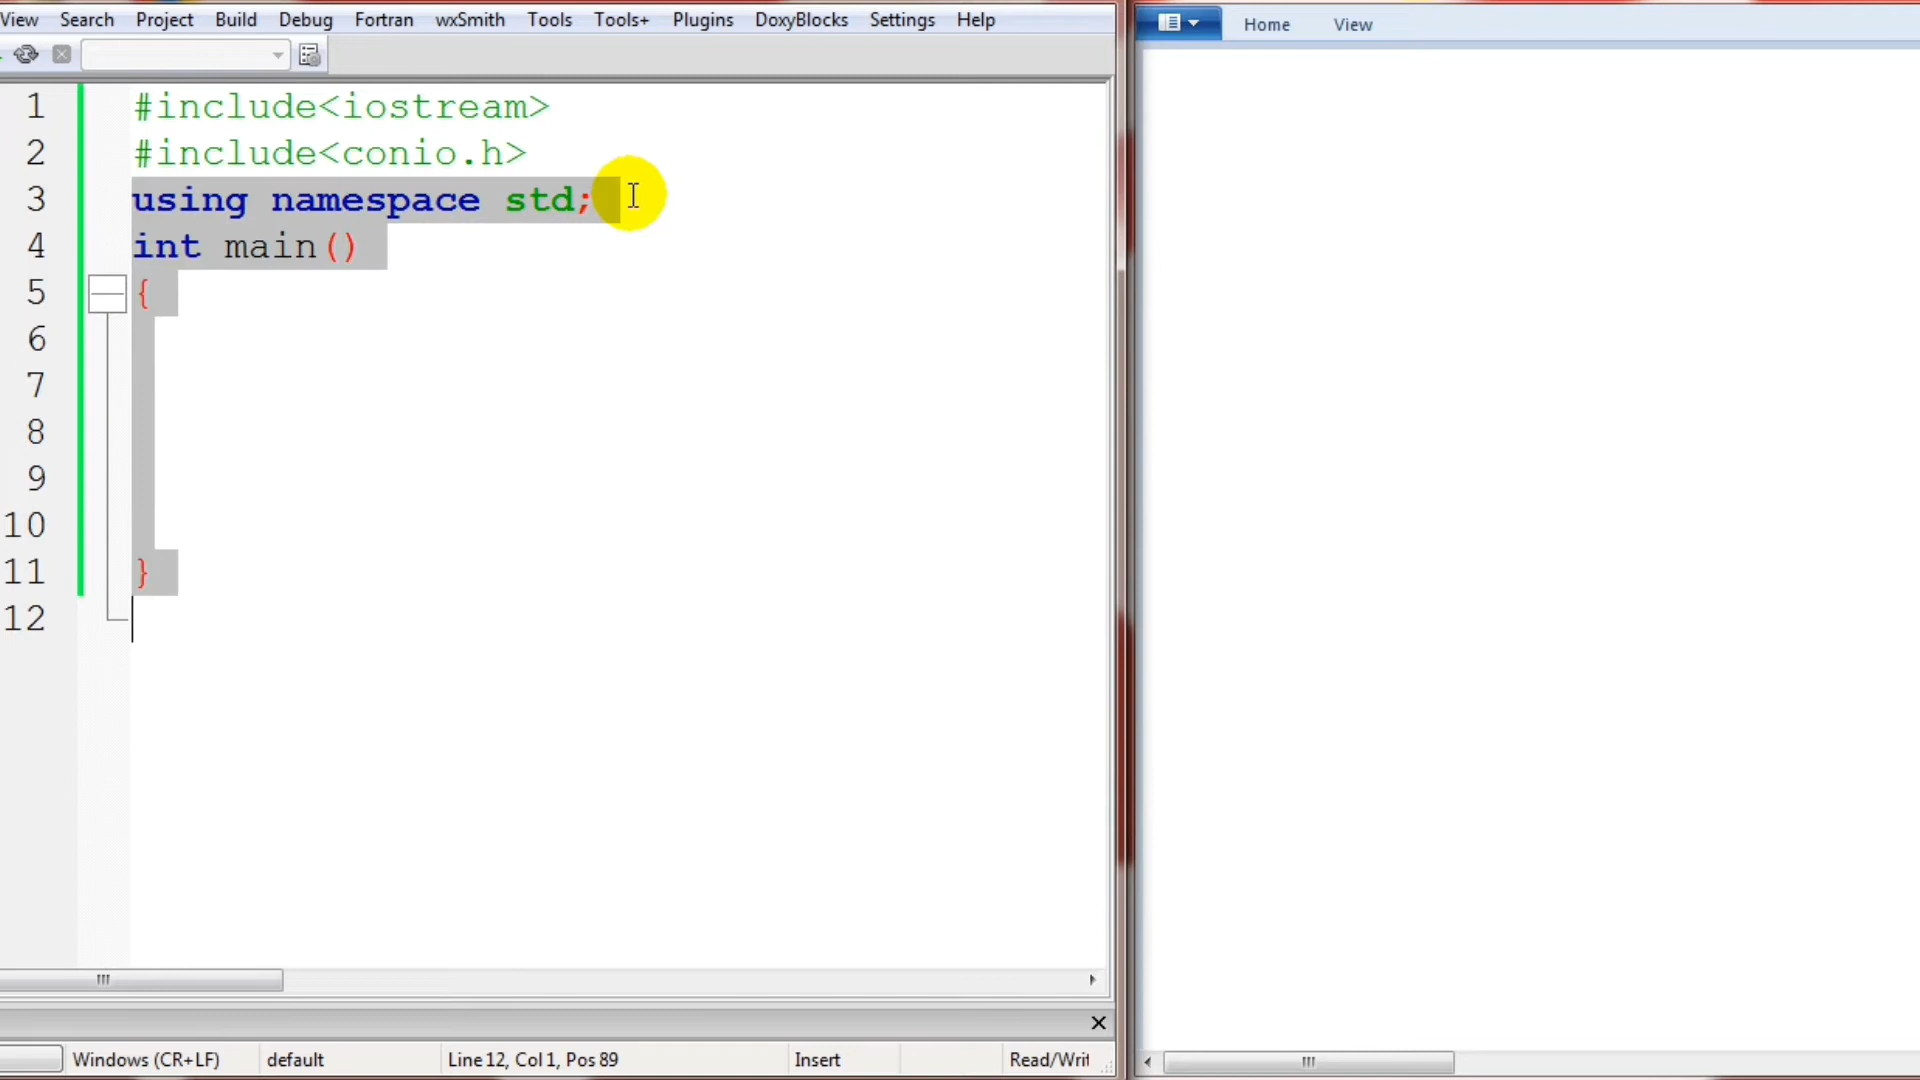 View Search Project Build Debug Fortran wxSmith Tools Tools+ Plugins DoxyBlocks Settings Help
Home View
1 #include<iostream>
2 #include<conio.h>
3 using namespace std;
4 int main()
5 {
6
7
8
9
10
11 }
12
Windows (CR+LF) default Line 12, Col 1, Pos 89 Insert Read/Writ